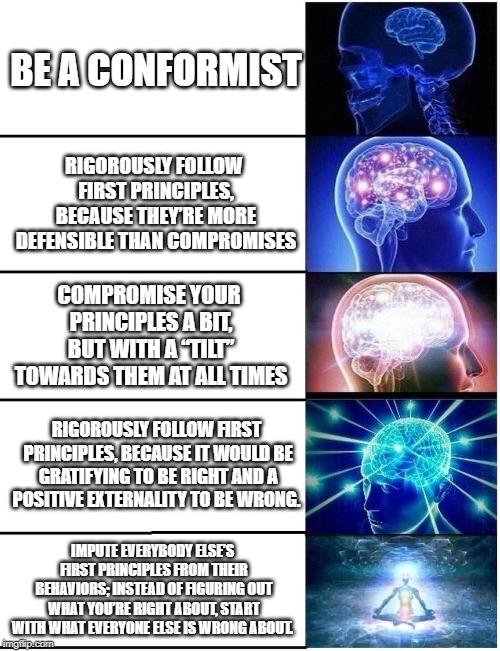 BE A CONFORMIST
RIGOROUSLY FOLLOW
FIRST PRINCIPLES,
BECAUSE THEY'RE MORE
DEFENSIBLE THAN COMPROMISES
COMPROMISE YOUR
PRINCIPLES A BIT,
BUT WITH A “TILT”
TOWARDS THEM AT ALL TIMES
RIGOROUSLY FOLLOW FIRST
PRINCIPLES, BECAUSE IT WOULD BE
GRATIFYING TO BE RIGHT AND A
POSITIVE EXTERNALITY TO BE WRONG.
IMPUTE EVERYBODY ELSE'S
FIRST PRINCIPLES FROM THEIR
BEHAVIORS; INSTEAD OF FIGURING OUT
WHAT YOU'RE RIGHT ABOUT, START
WITH WHAT EVERYONE ELSE IS WRONG ABOUT.
imgflip.com